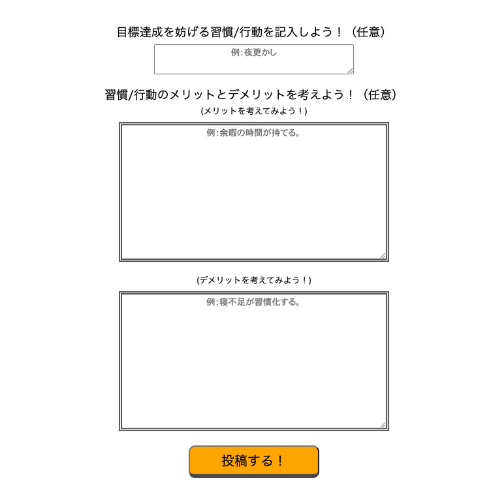 目標達成を妨げる習慣/行動を記入しよう！（任意）
例：夜更かし
習慣/行動のメリットとデメリットを考えよう！（任意）
(メリットを考えてみよう！)
例：余暇の時間が持てる。
(デメリットを考えてみよう！)
例：寝不足が習慣化する。
投稿する！